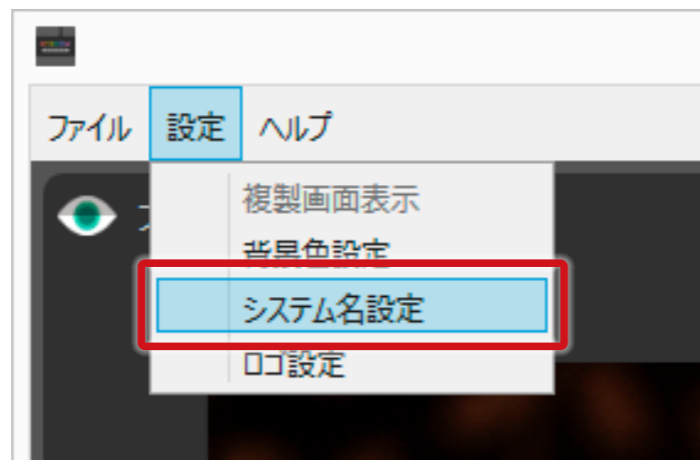 ファイル 設定 ヘルプ
複製画面表示
背景色設定
システム名設定
ロゴ設定